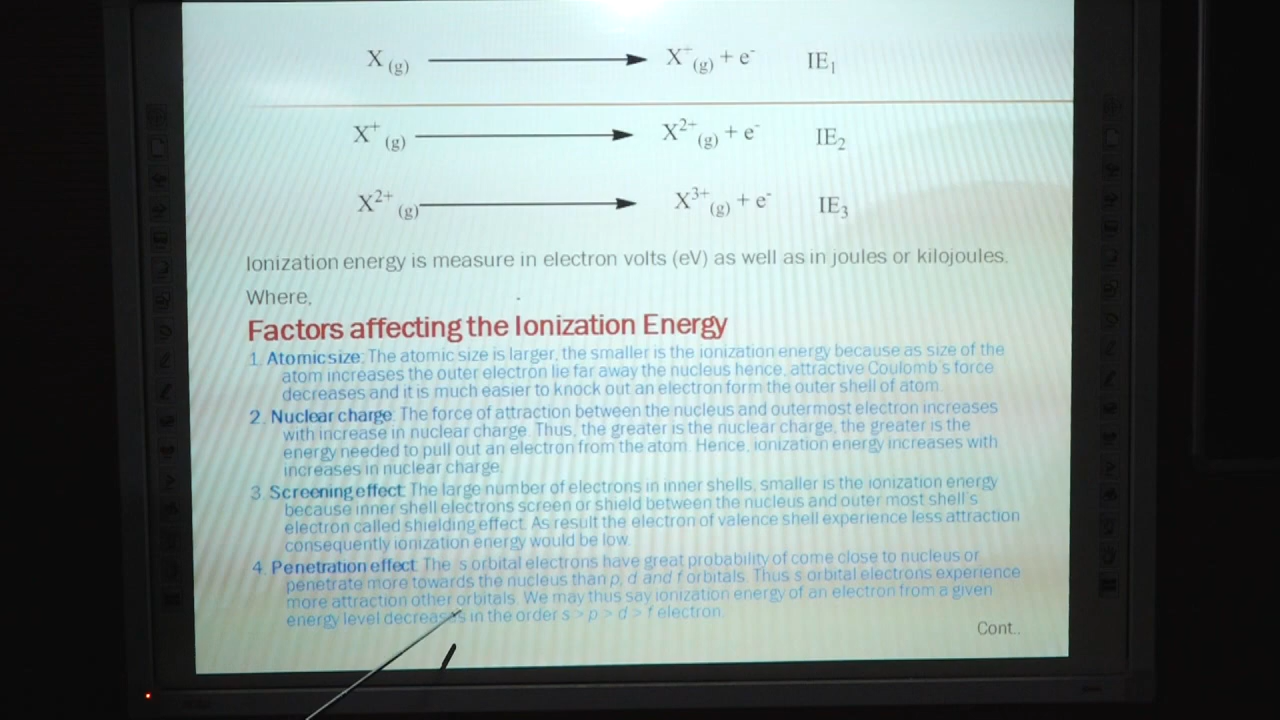 X (g) → X⁺(g) + e⁻ IE₁
X⁺ (g) → X²⁺(g) + e⁻ IE₂
X²⁺ (g) → X³⁺(g) + e⁻ IE₃
Ionization energy is measure in electron volts (eV) as well as in joules or kilojoules.
Where,
Factors affecting the Ionization Energy
1. Atomic size: The atomic size is larger, the smaller is the ionization energy because as size of the
atom increases the outer electron lie far away the nucleus hence, attractive Coulomb's force
decreases and it is much easier to knock out an electron form the outer shell of atom.
2. Nuclear charge: The force of attraction between the nucleus and outermost electron increases
with increase in nuclear charge. Thus, the greater is the nuclear charge, the greater is the
energy needed to pull out an electron from the atom. Hence, ionization energy increases with
increases in nuclear charge.
3. Screening effect: The large number of electrons in inner shells, smaller is the ionization energy
because inner shell electrons screen or shield between the nucleus and outer most shell's
electron called shielding effect. As result the electron of valence shell experience less attraction
consequently ionization energy would be low.
4. Penetration effect: The s orbital electrons have great probability of come close to nucleus or
penetrate more towards the nucleus than p, d and f orbitals. Thus s orbital electrons experience
more attraction other orbitals. We may thus say ionization energy of an electron from a given
energy level decreases in the order s > p > d > f electron.
Cont..